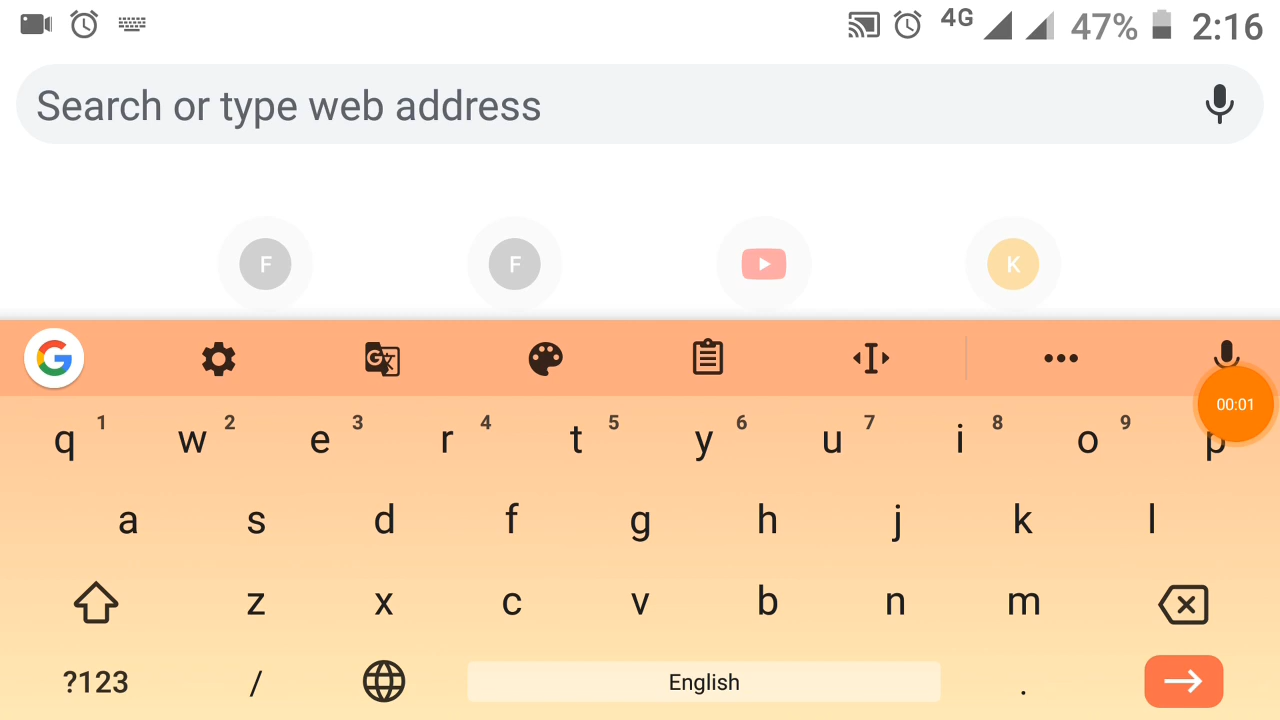 4G 47% 2:16
Search or type web address
F F K
G
00:01
q 1 w 2 e 3 r 4 t 5 y 6 u 7 i 8 o 9 p
a s d f g h j k l
z x c v b n m
?123 / English .